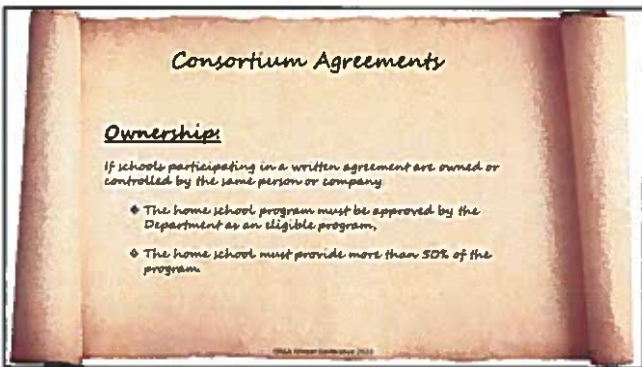 Consortium Agreements
Ownership:
If schools participating in a written agreement are owned or
controlled by the same person or company
❖ The home school program must be approved by the
Department as an eligible program,
❖ The home school must provide more than 50% of the
program.